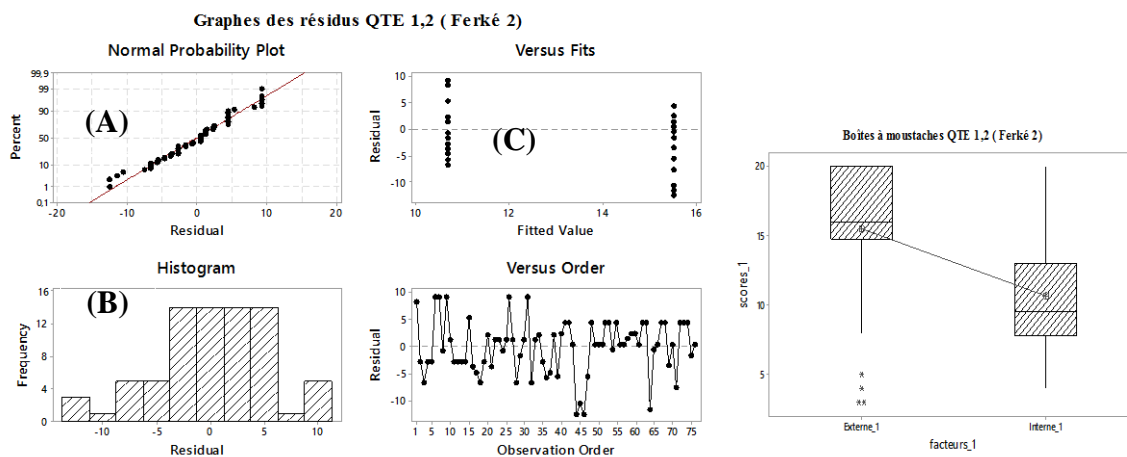 Graphes des résidus QTE 1,2 ( Ferké 2)
Normal Probability Plot
99,9
99
90
50
10
1
0,1
Percent
(A)
-20 -10 0 10 20
Residual
Versus Fits
10
5
0
-5
-10
Residual
(C)
10 12 14 16
Fitted Value
Histogram
16
12
8
4
0
Frequency
(B)
-10 -5 0 5 10
Residual
Versus Order
10
5
0
-5
-10
Residual
1 5 10 15 20 25 30 35 40 45 50 55 60 65 70 75
Observation Order
Boites à moustaches QTE 1,2 ( Ferké 2)
20
15
10
5
scores_1
Externe_1 Interne_1
facteurs_1